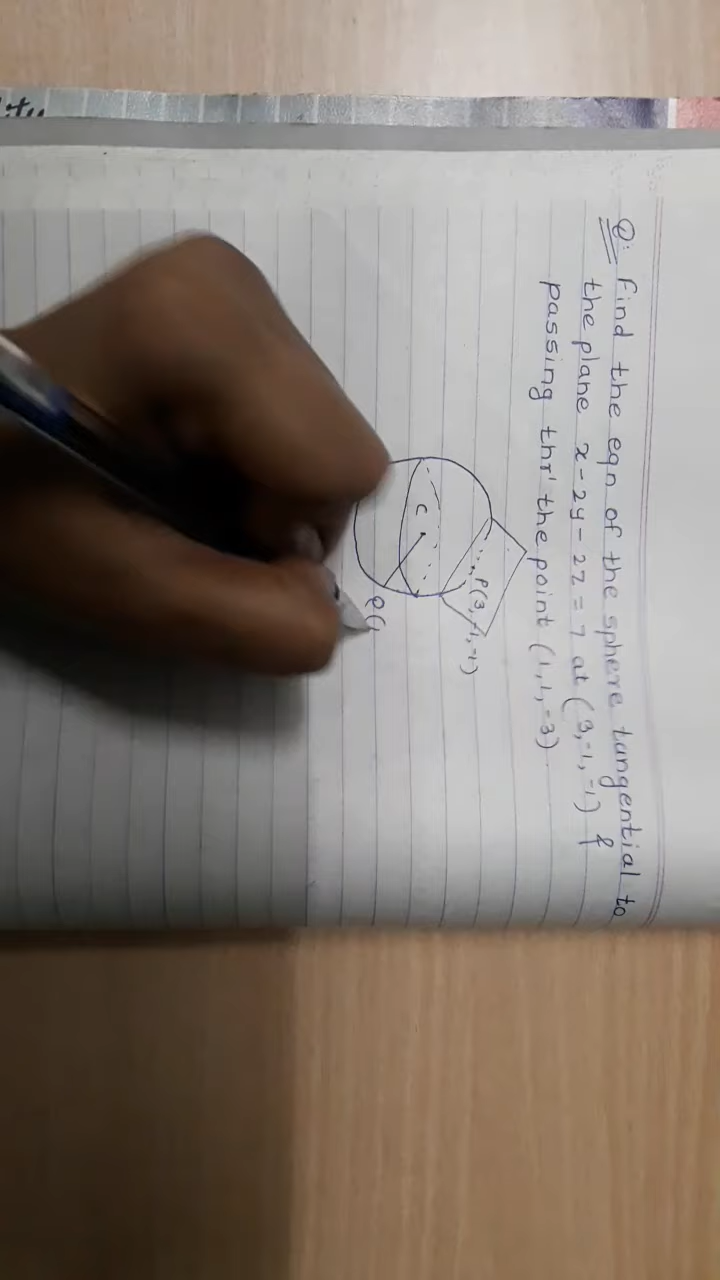 Q: find the eqn of the sphere tangential to
the plane x-2y-2z=7 at (3,-1,-1) &
passing thr' the point (1,1,-3)
P(3,-1,-1)
C
Q(1